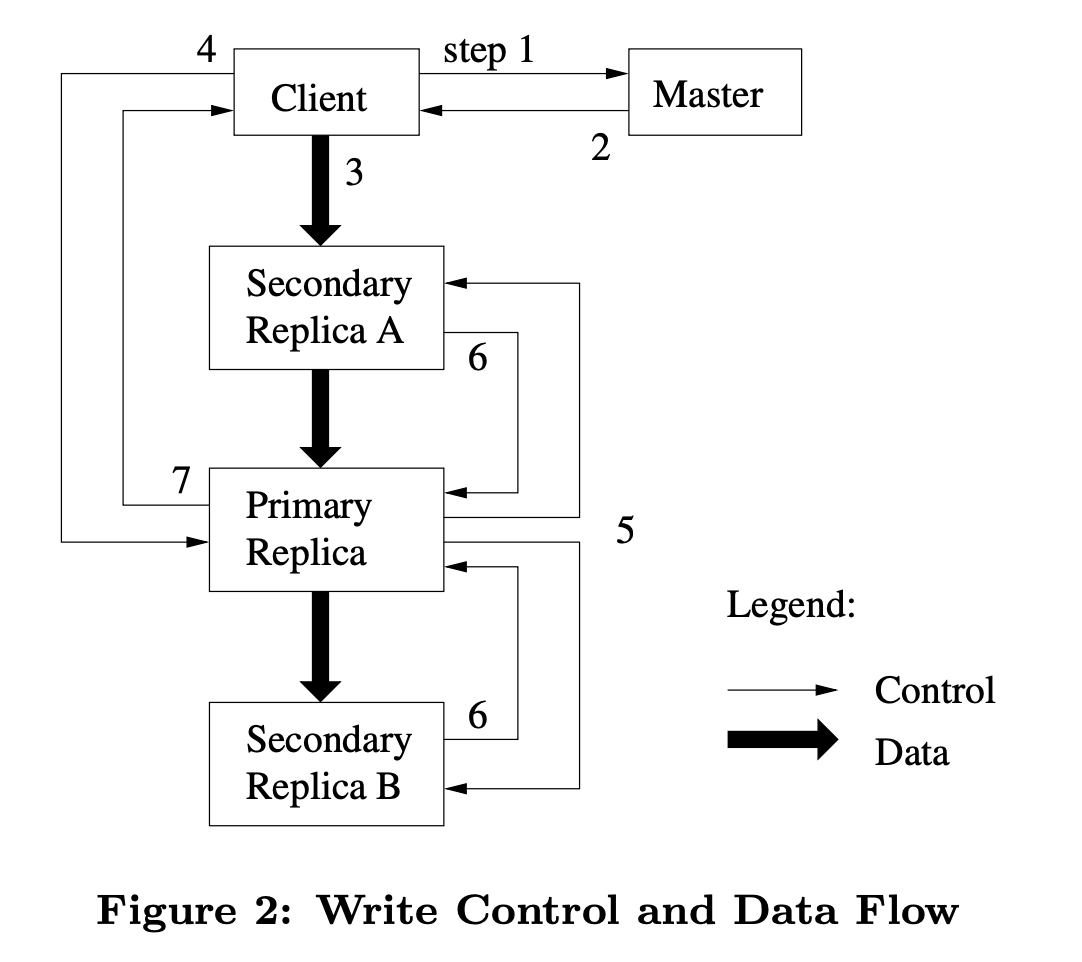 4
step 1
Client
Master
2
3
Secondary
Replica A
6
7
Primary
Replica
5
Legend:
Control
6
Secondary
Replica B
Data
Figure 2: Write Control and Data Flow